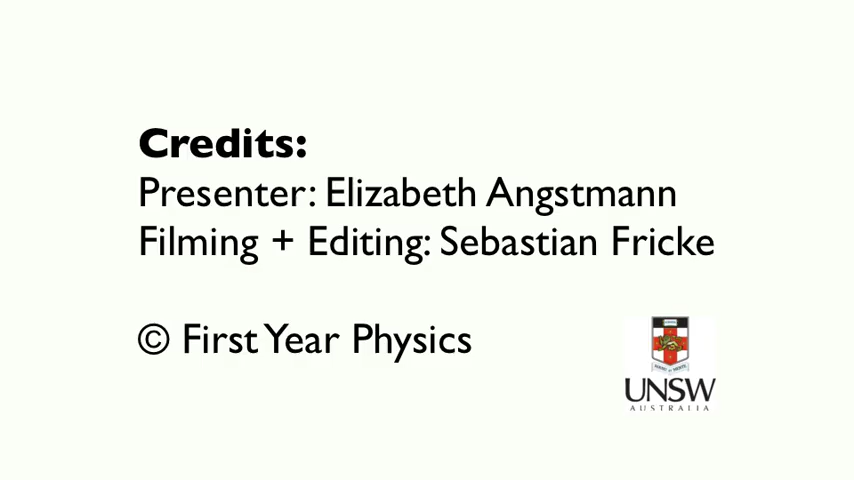 Credits:
Presenter: Elizabeth Angstmann
Filming + Editing: Sebastian Fricke
© First Year Physics
UNSW
AUSTRALIA